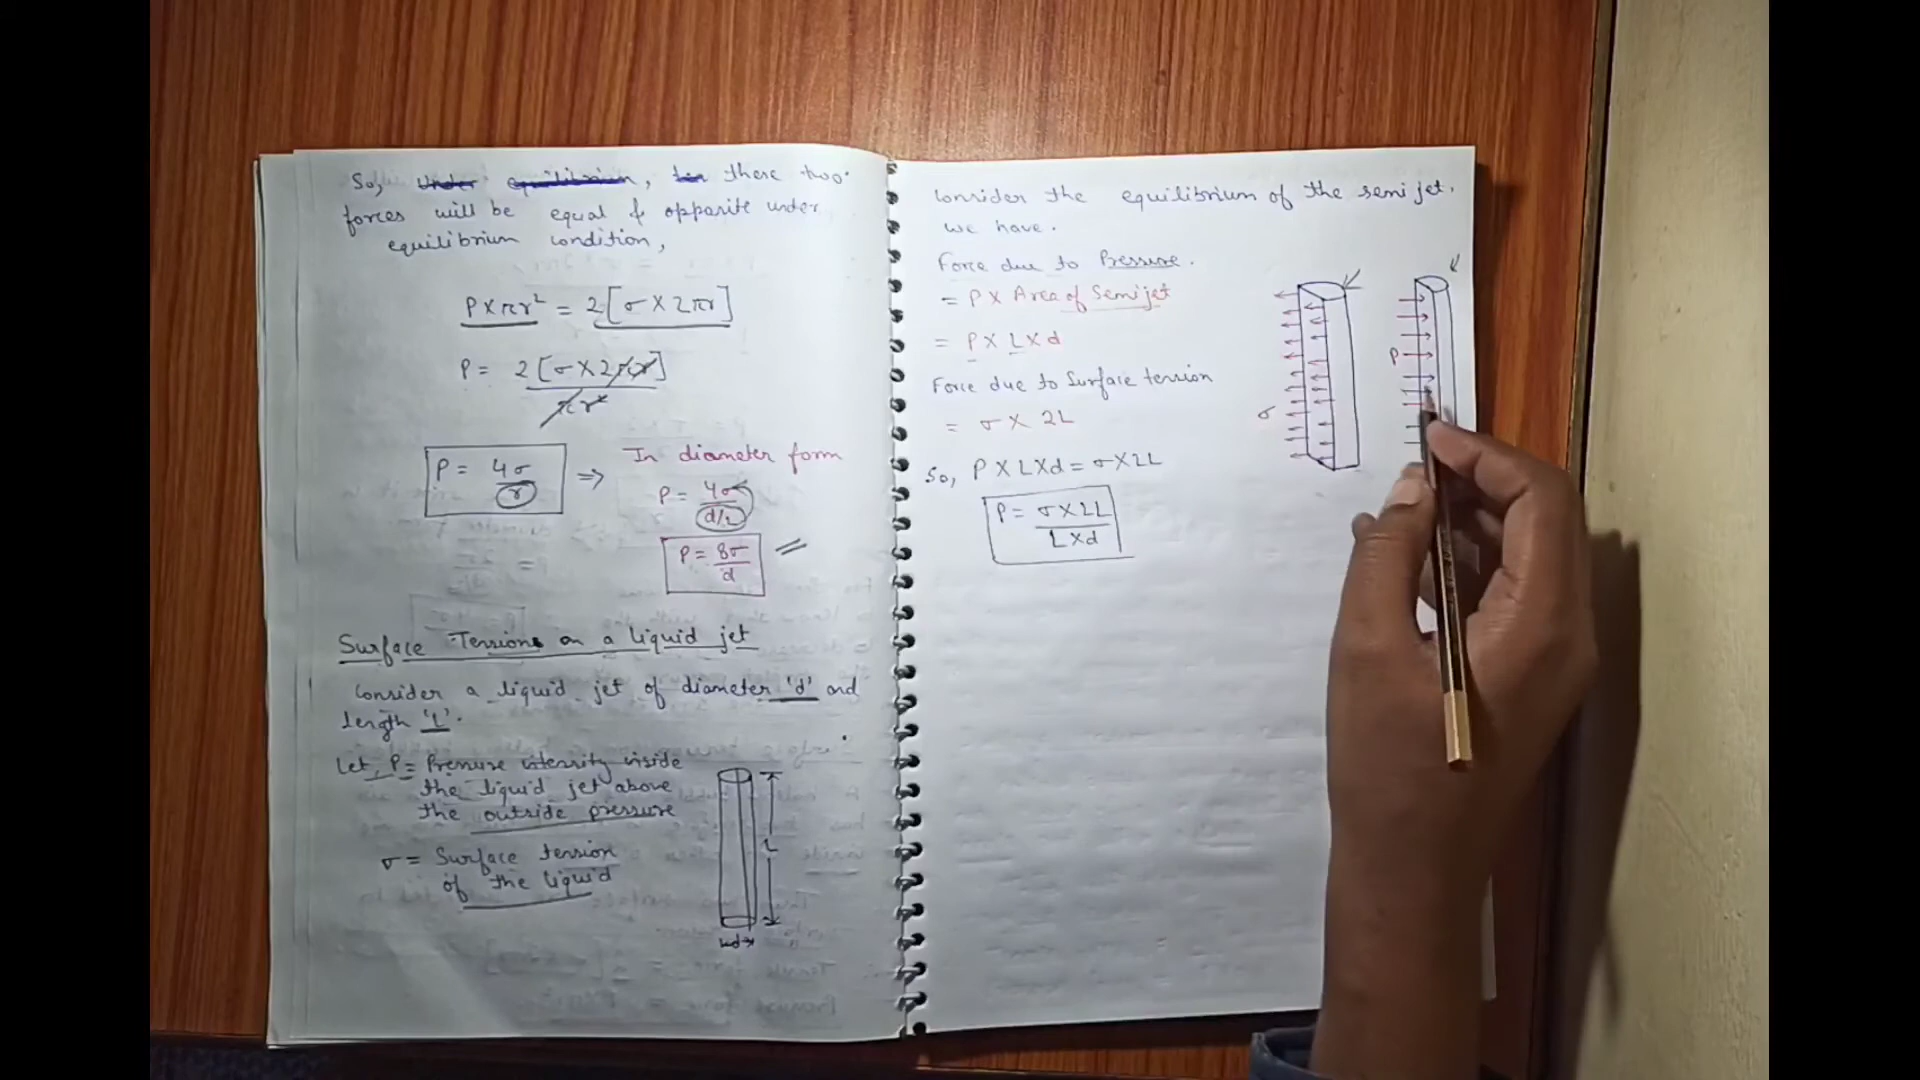 So, Under equilibrium, these two
forces will be equal & opposite under
equilibrium condition,
P×πr² = 2[σ×2πr]
P = 2[σ×2πr]
πr²
P = 4σ
r
⇒
In diameter form
P = 4σ
d/2
P = 8σ
d
Surface Tensions on a liquid jet
Consider a liquid jet of diameter 'd' and
length 'L'.
Let, P = Pressure intensity inside
the liquid jet above
the outside pressure
σ = Surface tension
of the liquid
L
d
Consider the equilibrium of the semi jet.
we have.
Force due to Pressure.
= P × Area of Semi jet
= P × L × d
Force due to Surface tension
= σ × 2L
So, P × L × d = σ × 2L
P = σ × 2L
L × d
σ
P